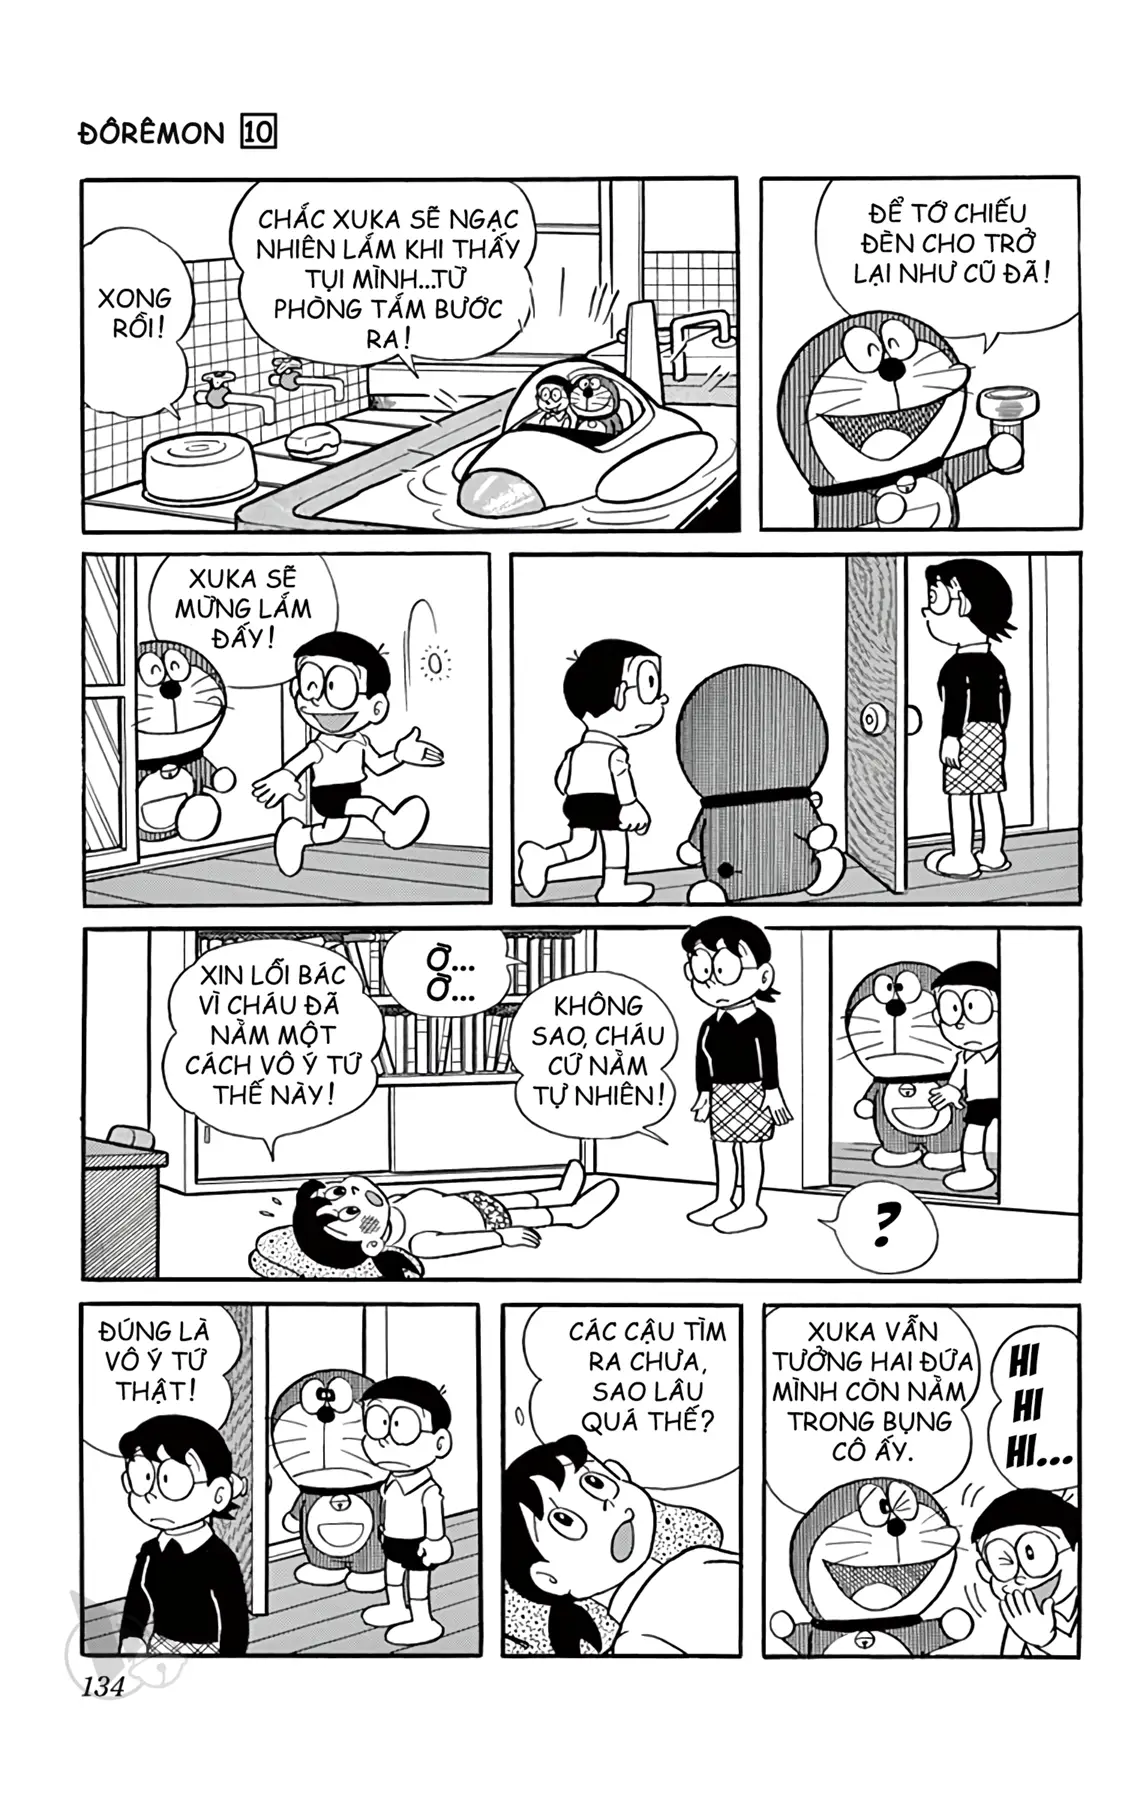 ĐÔRÊMON 10
XONG
RỒI!
CHẮC XUKA SẼ NGẠC
NHIÊN LẮM KHI THẤY
TỤI MÌNH...TỪ
PHÒNG TẮM BƯỚC
RA!
ĐỂ TỚ CHIẾU
ĐÈN CHO TRỞ
LẠI NHƯ CŨ ĐÃ!
XUKA SẼ
MỪNG LẮM
ĐẤY!
XIN LỖI BÁC
VÌ CHÁU ĐÃ
NẰM MỘT
CÁCH VÔ Ý TỨ
THẾ NÀY!
Ờ...
Ờ...
KHÔNG
SAO, CHÁU
CỨ NẰM
TỰ NHIÊN!
?
ĐÚNG LÀ
VÔ Ý TỨ
THẬT!
CÁC CẬU TÌM
RA CHƯA,
SAO LÂU
QUÁ THẾ?
XUKA VẪN
TƯỞNG HAI ĐỨA
MÌNH CÒN NẰM
TRONG BỤNG
CÔ ẤY.
HI
HI
HI...
134